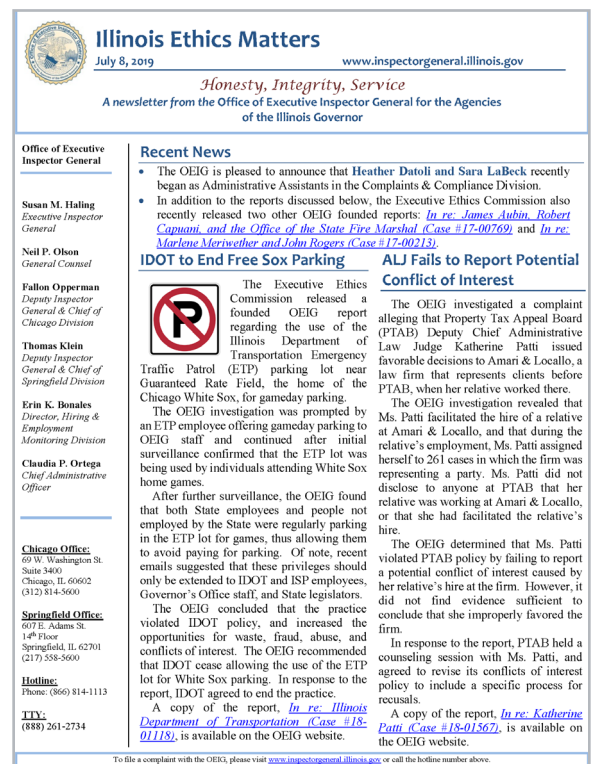 Illinois Ethics Matters
July 8, 2019
www.inspectorgeneral.illinois.gov
Honesty, Integrity, Service
A newsletter from the Office of Executive Inspector General for the Agencies
of the Illinois Governor
Office of Executive
Inspector General
Susan M. Haling
Executive Inspector
General
Neil P. Olson
General Counsel
Fallon Opperman
Deputy Inspector
General & Chief of
Chicago Division
Thomas Klein
Deputy Inspector
General & Chief of
Springfield Division
Erin K. Bonales
Director, Hiring &
Employment
Monitoring Division
Claudia P. Ortega
Chief Administrative
Officer
Chicago Office:
69 W. Washington St.
Suite 3400
Chicago, IL 60602
(312) 814-5600
Springfield Office:
607 E. Adams St.
14th Floor
Springfield, IL 62701
(217) 558-5600
Hotline:
Phone: (866) 814-1113
TTY:
(888) 261-2734
Recent News
• The OEIG is pleased to announce that Heather Datoli and Sara LaBeck recently
began as Administrative Assistants in the Complaints & Compliance Division.
• In addition to the reports discussed below, the Executive Ethics Commission also
recently released two other OEIG founded reports: In re: James Aubin, Robert
Capuani, and the Office of the State Fire Marshal (Case #17-00769) and In re:
Marlene Meriwether and John Rogers (Case #17-00213).
IDOT to End Free Sox Parking
P
The Executive Ethics
Commission released a
founded OEIG report
regarding the use of the
Illinois Department of
Transportation Emergency
Traffic Patrol (ETP) parking lot near
Guaranteed Rate Field, the home of the
Chicago White Sox, for gameday parking.
The OEIG investigation was prompted by
an ETP employee offering gameday parking to
OEIG staff and continued after initial
surveillance confirmed that the ETP lot was
being used by individuals attending White Sox
home games.
After further surveillance, the OEIG found
that both State employees and people not
employed by the State were regularly parking
in the ETP lot for games, thus allowing them
to avoid paying for parking. Of note, recent
emails suggested that these privileges should
only be extended to IDOT and ISP employees,
Governor's Office staff, and State legislators.
The OEIG concluded that the practice
violated IDOT policy, and increased the
opportunities for waste, fraud, abuse, and
conflicts of interest. The OEIG recommended
that IDOT cease allowing the use of the ETP
lot for White Sox parking. In response to the
report, IDOT agreed to end the practice.
A copy of the report, In re: Illinois
Department of Transportation (Case #18-
01118), is available on the OEIG website.
ALJ Fails to Report Potential
Conflict of Interest
The OEIG investigated a complaint
alleging that Property Tax Appeal Board
(PTAB) Deputy Chief Administrative
Law Judge Katherine Patti issued
favorable decisions to Amari & Locallo, a
law firm that represents clients before
PTAB, when her relative worked there.
The OEIG investigation revealed that
Ms. Patti facilitated the hire of a relative
at Amari & Locallo, and that during the
relative's employment, Ms. Patti assigned
herself to 261 cases in which the firm was
representing a party. Ms. Patti did not
disclose to anyone at PTAB that her
relative was working at Amari & Locallo,
or that she had facilitated the relative's
hire.
The OEIG determined that Ms. Patti
violated PTAB policy by failing to report
a potential conflict of interest caused by
her relative's hire at the firm. However, it
did not find evidence sufficient to
conclude that she improperly favored the
firm.
In response to the report, PTAB held a
counseling session with Ms. Patti, and
agreed to revise its conflicts of interest
policy to include a specific process for
recusals.
A copy of the report, In re: Katherine
Patti (Case #18-01567), is available on
the OEIG website.
To file a complaint with the OEIG, please visit www.inspectorgeneral.illinois.gov or call the hotline number above.